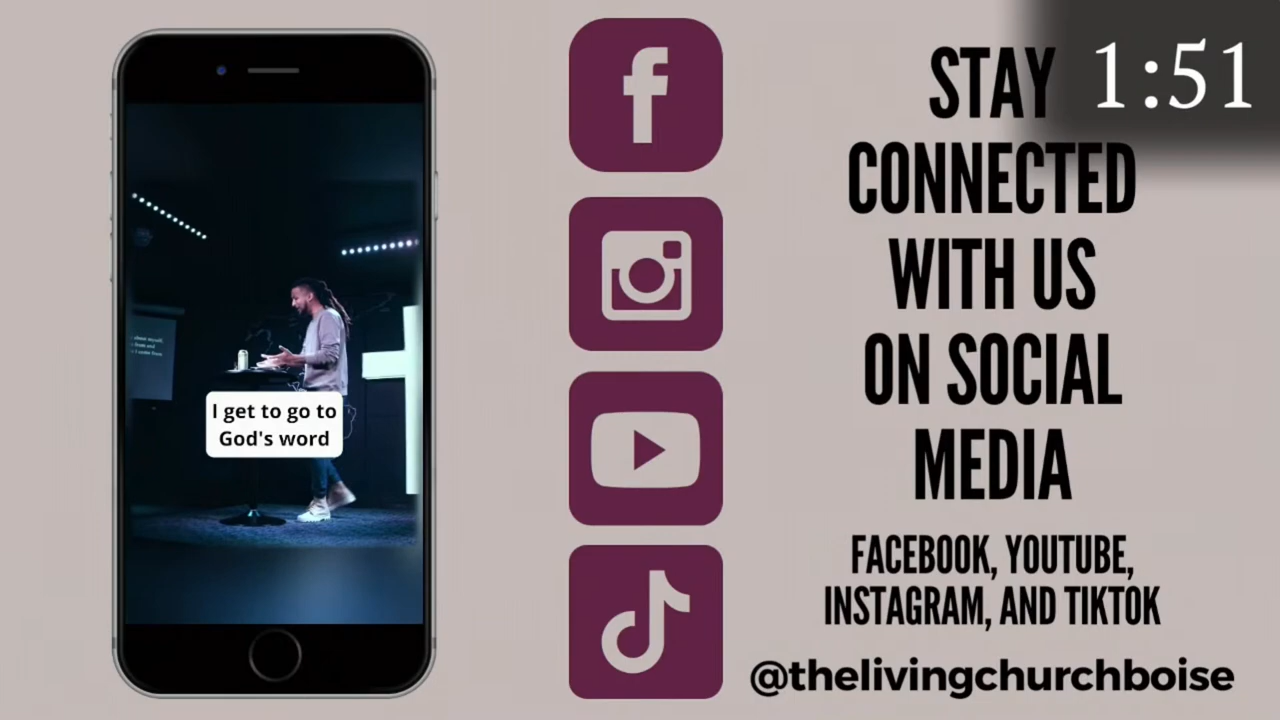 I get to go to
God's word
STAY
CONNECTED
WITH US
ON SOCIAL
MEDIA
FACEBOOK, YOUTUBE,
INSTAGRAM, AND TIKTOK
@thelivingchurchboise
1:51